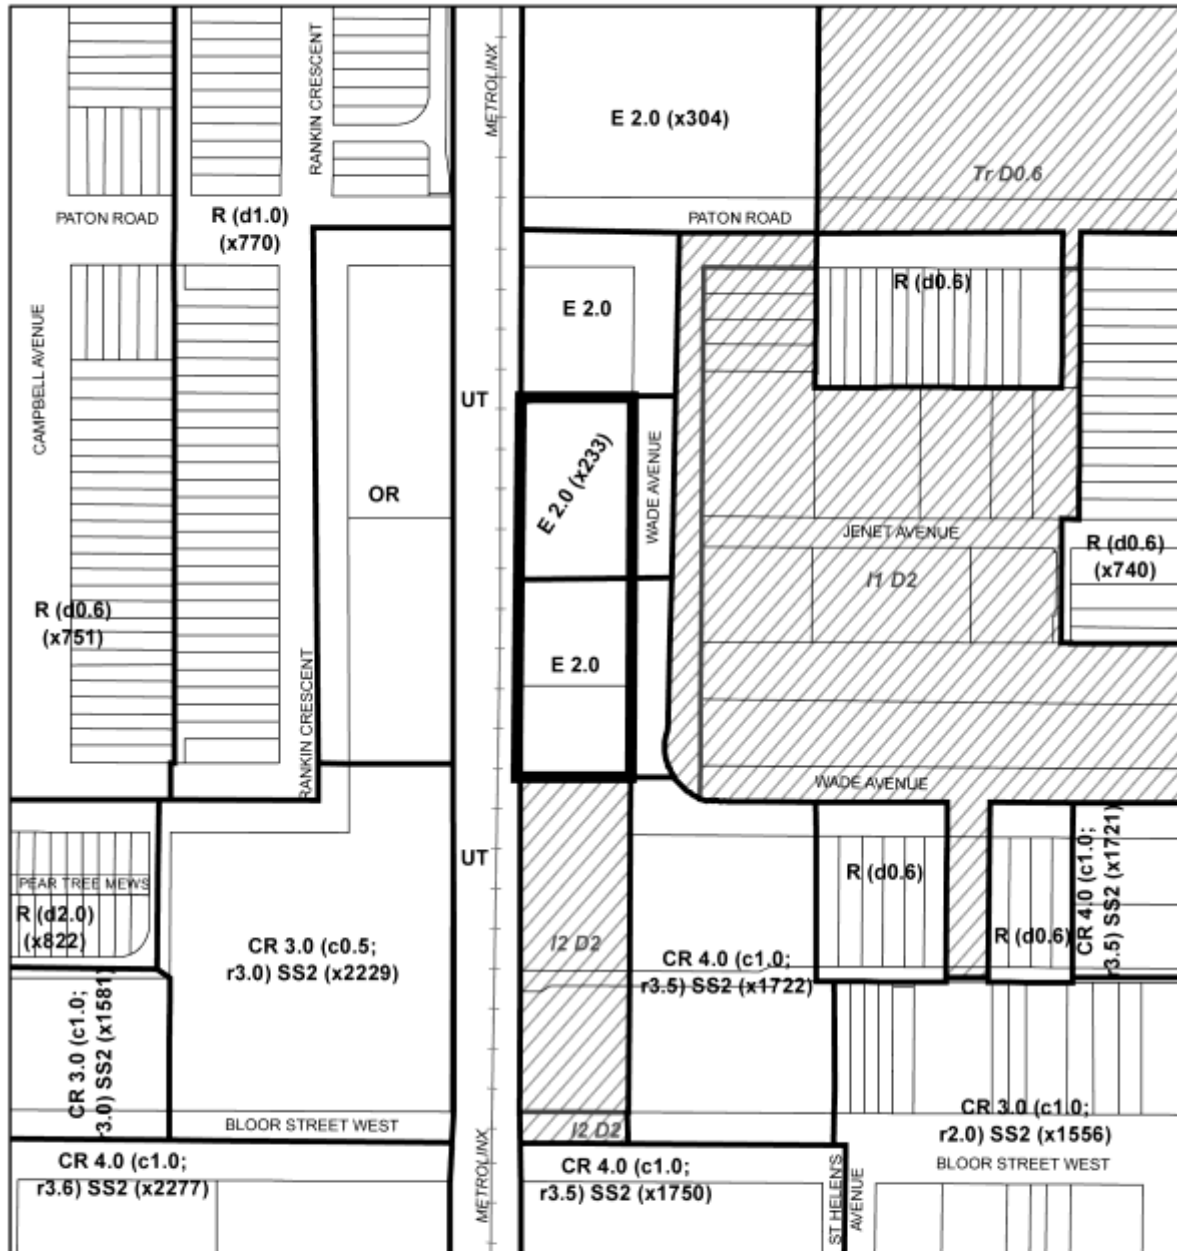 RANKIN CRESCENT
METROLINX
E 2.0 (x304)
Tr D0.6
PATON ROAD
R (d1.0)
(x770)
PATON ROAD
R (d0.6)
E 2.0
CAMPBELL AVENUE
UT
E 2.0 (x233)
WADE AVENUE
OR
JENET AVENUE
R (d0.6)
(x740)
I1 D2
R (d0.6)
(x751)
E 2.0
RANKIN CRESCENT
WADE AVENUE
UT
R (d0.6)
CR 4.0 (c1.0;
r3.5) SS2 (x1721)
PEAR TREE MEWS
R (d2.0)
(x822)
CR 3.0 (c0.5;
r3.0) SS2 (x2229)
I2 D2
R (d0.6)
CR 4.0 (c1.0;
r3.5) SS2 (x1722)
CR 3.0 (c1.0;
r3.0) SS2 (x1581)
BLOOR STREET WEST
I2 D2
CR 3.0 (c1.0;
r2.0) SS2 (x1556)
BLOOR STREET WEST
CR 4.0 (c1.0;
r3.6) SS2 (x2277)
METROLINX
CR 4.0 (c1.0;
r3.5) SS2 (x1750)
ST HELEN'S
AVENUE